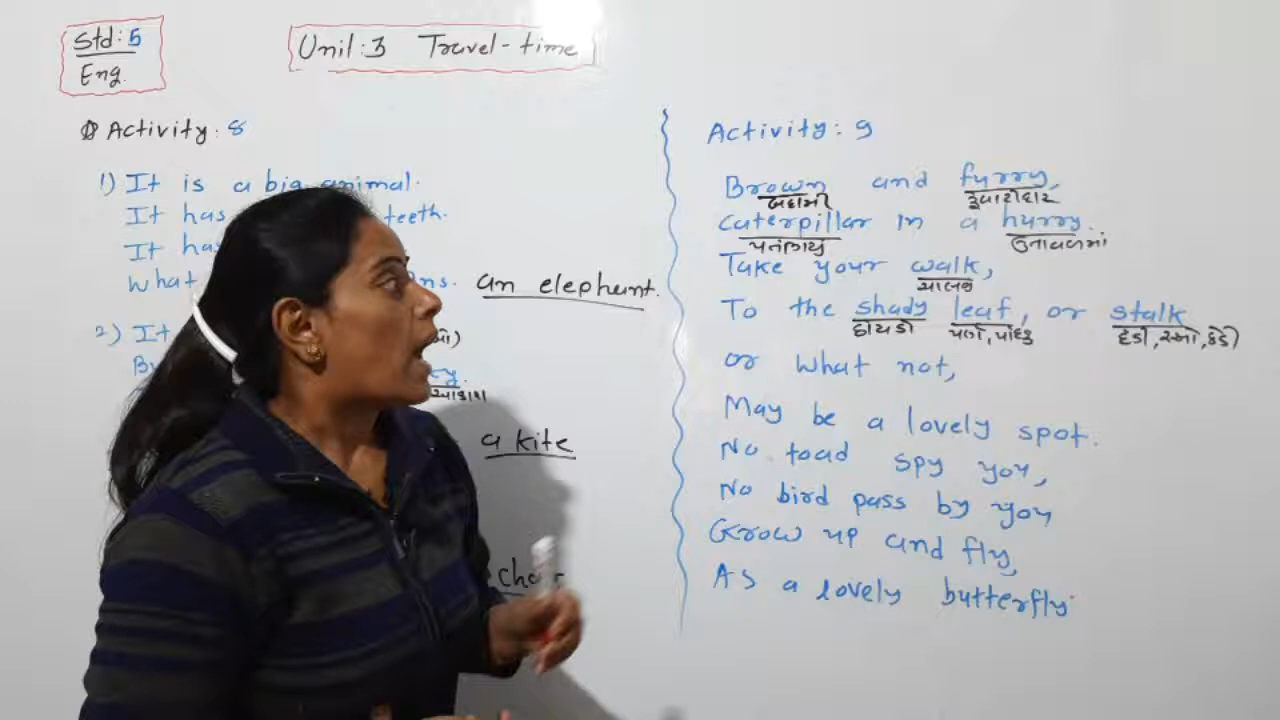 Std: 5
Eng.
Unit: 3 Travel-time
Activity: 8
1) It is a big animal.
It has teeth.
It has
What ns. an elephant.
2) It
a kite
chair
Activity: 9
Brown and furry,
બદામી રૂંવાટીદાર
caterpillar in a hurry.
પતંગિયું ઉતાવળમાં
Take your walk,
ચાલવું
To the shady leaf, or stalk
છાંયડો પર્ણ, પાંદડું
or what not,
May be a lovely spot.
No toad spy you,
No bird pass by you
Grow up and fly,
As a lovely butterfly